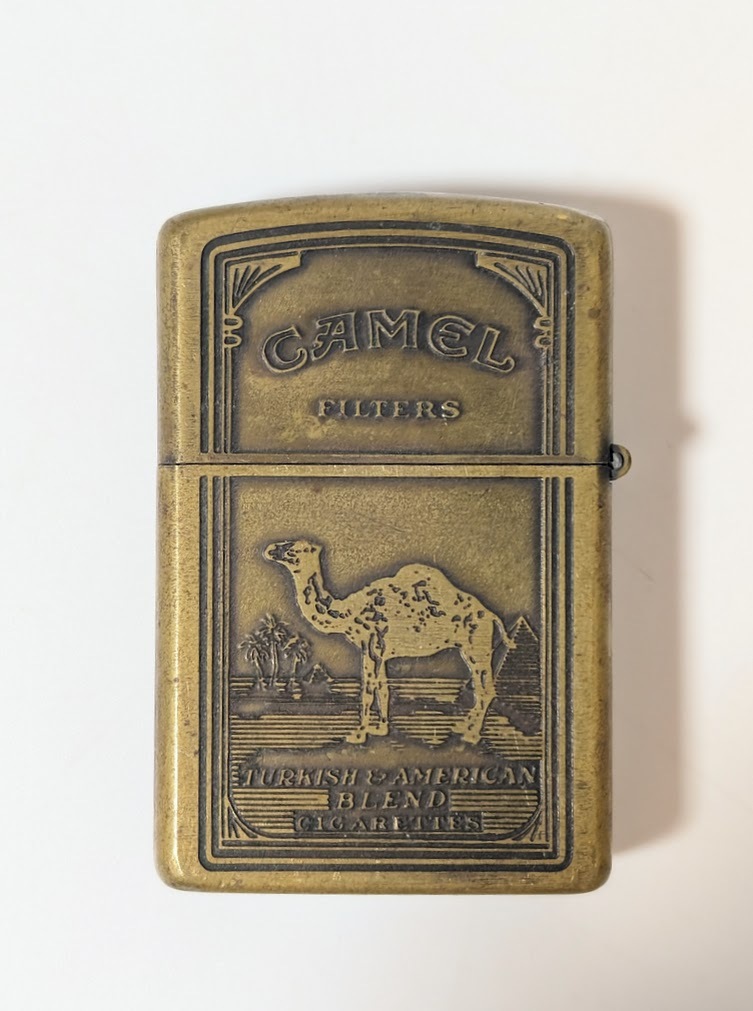 CAMEL
FILTERS
TURKISH & AMERICAN
BLEND
CIGARETTES